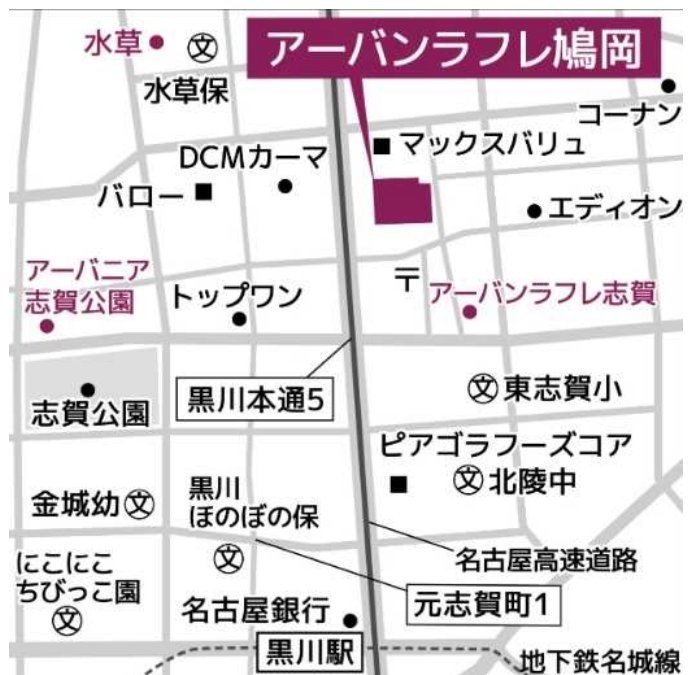 水草
文
水草保
アーバンラフレ鳩岡
コーナン
マックスバリュ
DCMカーマ
バロー
エディオン
アーバニア
志賀公園
トップワン
〒
アーバンラフレ志賀
志賀公園
黒川本通5
文東志賀小
ピアゴラフーズコア
文北陵中
金城幼文
黒川
ほのぼの保
文
にこにこ
ちびっこ園
文
名古屋高速道路
元志賀町1
名古屋銀行
黒川駅
地下鉄名城線